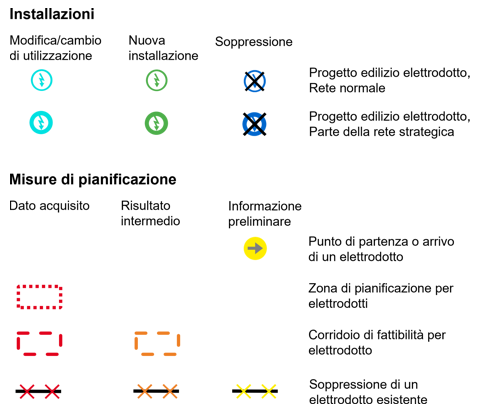 Installazioni
Modifica/cambio
di utilizzazione
Nuova
installazione
Soppressione
Progetto edilizio elettrodotto,
Rete normale
Progetto edilizio elettrodotto,
Parte della rete strategica
Misure di pianificazione
Dato acquisito
Risultato
intermedio
Informazione
preliminare
Punto di partenza o arrivo
di un elettrodotto
Zona di pianificazione per
elettrodotti
Corridoio di fattibilità per
elettrodotto
Soppressione di un
elettrodotto esistente